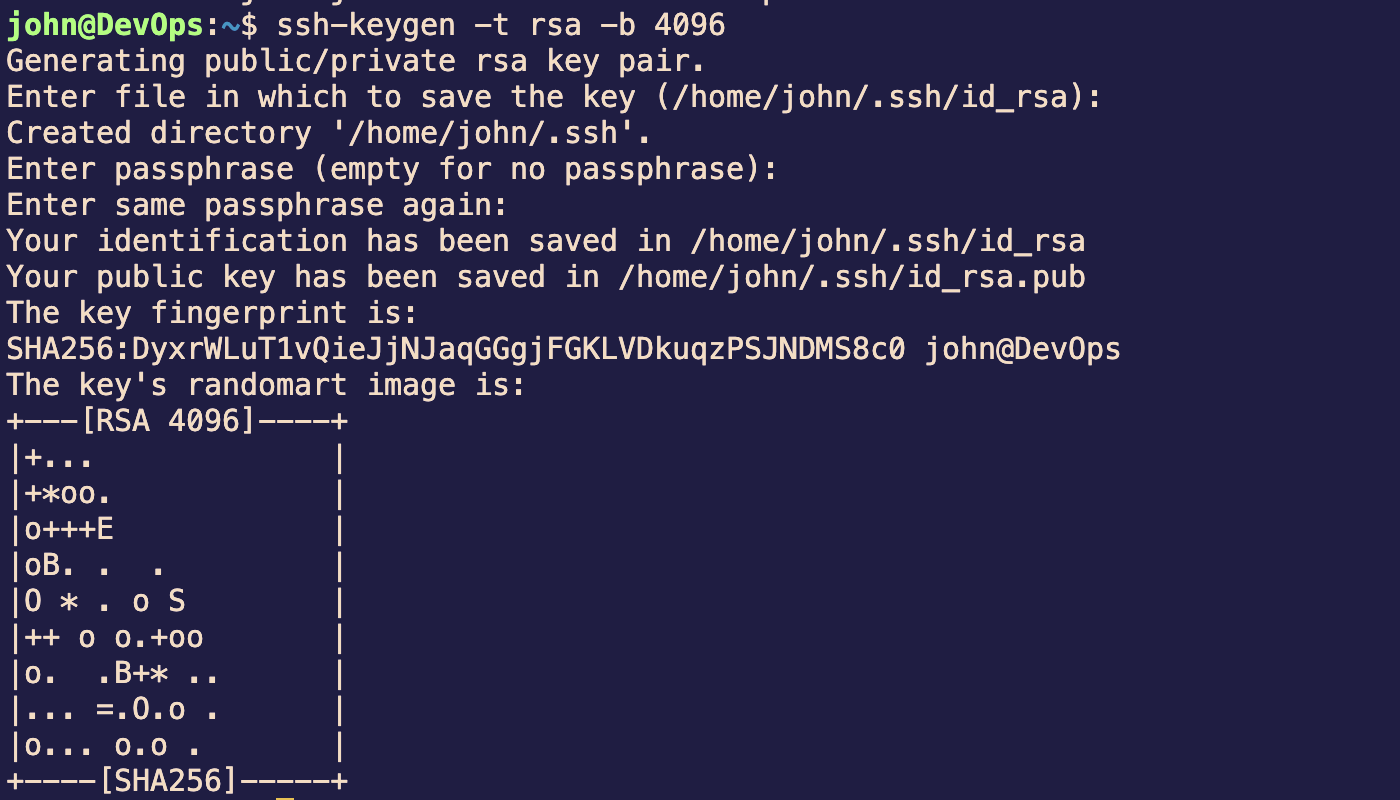 john@DevOps:~$ ssh-keygen -t rsa -b 4096
Generating public/private rsa key pair.
Enter file in which to save the key (/home/john/.ssh/id_rsa):
Created directory '/home/john/.ssh'.
Enter passphrase (empty for no passphrase):
Enter same passphrase again:
Your identification has been saved in /home/john/.ssh/id_rsa
Your public key has been saved in /home/john/.ssh/id_rsa.pub
The key fingerprint is:
SHA256:DyxrWLuT1vQieJjNJaqGGgjFGKLVDkuqzPSJNDMS8c0 john@DevOps
The key's randomart image is:
+---[RSA 4096]----+
|+...             |
|+*oo.            |
|o+++E            |
|oB. .  .         |
|O * . o S        |
|++ o o.+oo       |
|o.  .B+* ..      |
|... =.O.o .      |
|o... o.o .       |
+----[SHA256]-----+